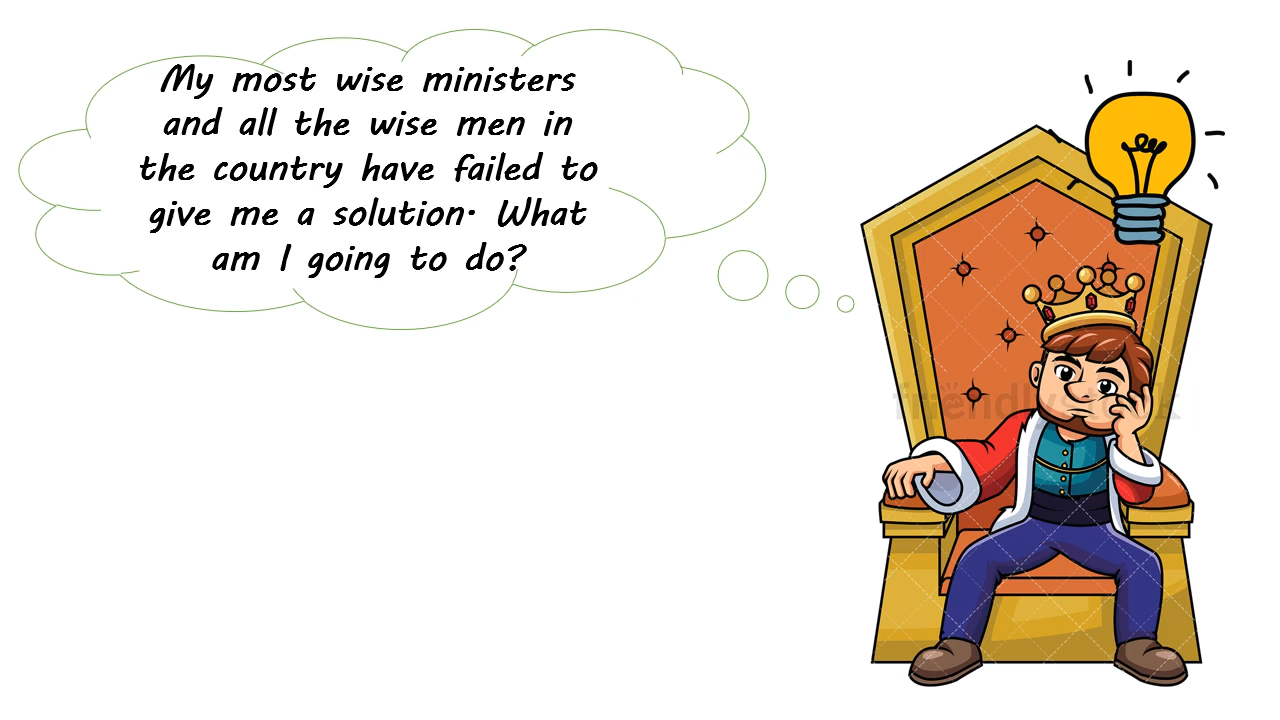 My most wise ministers
and all the wise men in
the country have failed to
give me a solution. What
am I going to do?
friendlystock